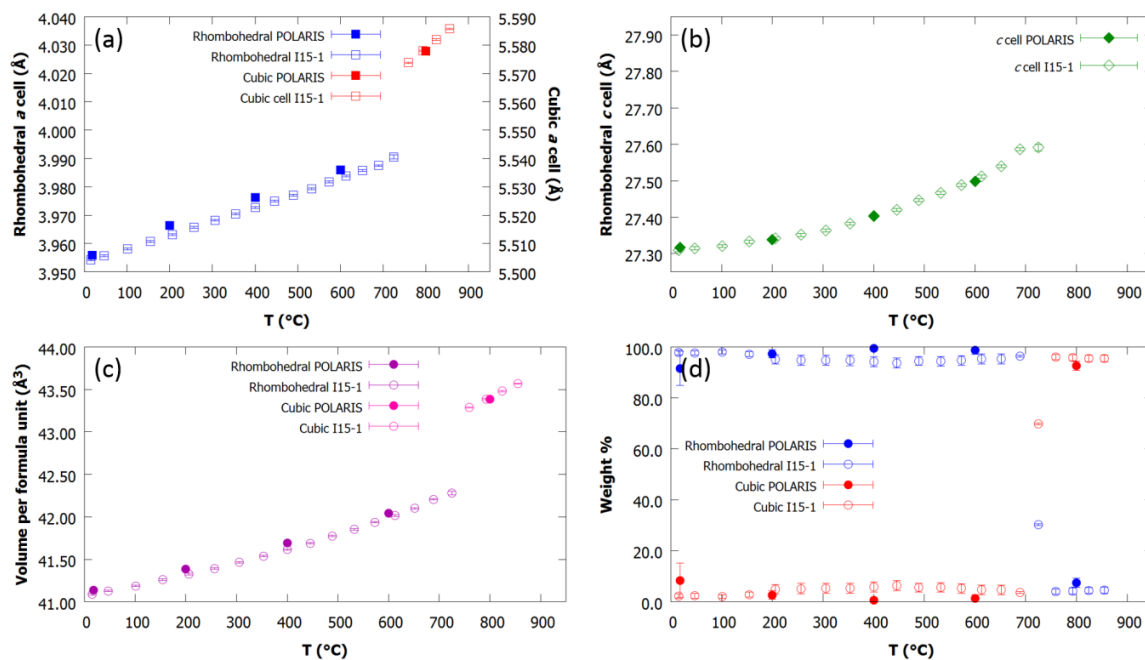 (a)
Rhombohedral a cell (Å)
4.040
4.030
4.020
4.010
4.000
3.990
3.980
3.970
3.960
3.950
Rhombohedral POLARIS
Rhombohedral I15-1
Cubic POLARIS
Cubic cell I15-1
5.590
5.580
5.570
5.560
5.550
5.540
5.530
5.520
5.510
5.500
Cubic a cell (Å)
0 100 200 300 400 500 600 700 800 900
T (°C)
(b)
Rhombohedral c cell (Å)
27.90
27.80
27.70
27.60
27.50
27.40
27.30
c cell POLARIS
c cell I15-1
0 100 200 300 400 500 600 700 800 900
T (°C)
(c)
Volume per formula unit (Å³)
44.00
43.50
43.00
42.50
42.00
41.50
41.00
Rhombohedral POLARIS
Rhombohedral I15-1
Cubic POLARIS
Cubic I15-1
0 100 200 300 400 500 600 700 800 900
T (°C)
(d)
Weight %
100.0
80.0
60.0
40.0
20.0
0.0
Rhombohedral POLARIS
Rhombohedral I15-1
Cubic POLARIS
Cubic I15-1
0 100 200 300 400 500 600 700 800 900
T (°C)